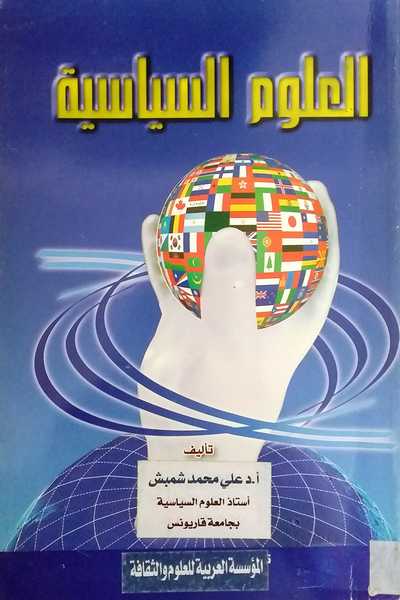 العلوم السياسية
تأليف
أ.د علي محمد شمبش
أستاذ العلوم السياسية
بجامعة قاريونس
المؤسسة العربية للعلوم والثقافة